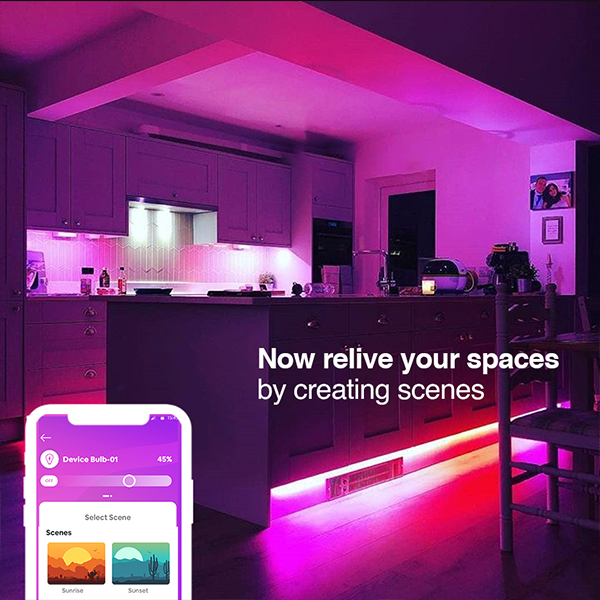 Now relive your spaces
by creating scenes
Device Bulb-01 45%
OFF
Select Scene
Scenes
Sunrise Sunset